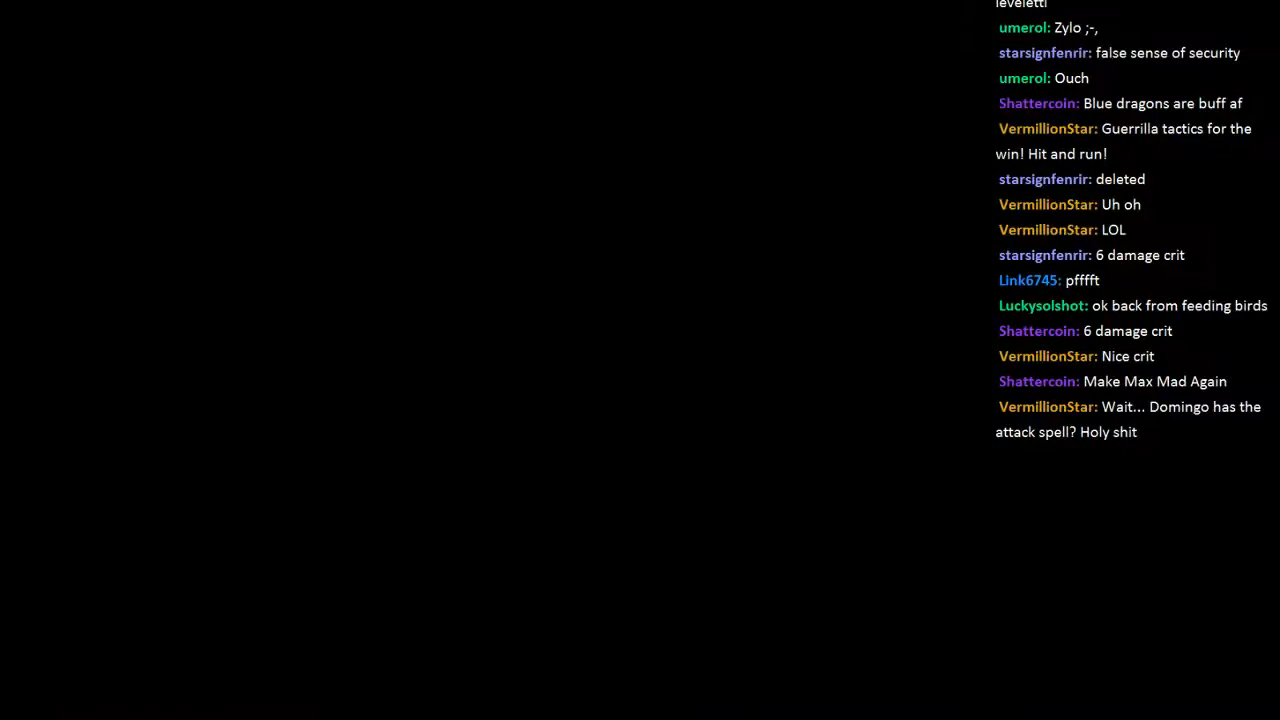 leveletti
umerol: Zylo ;-,
starsignfenrir: false sense of security
umerol: Ouch
Shattercoin: Blue dragons are buff af
VermillionStar: Guerrilla tactics for the
win! Hit and run!
starsignfenrir: deleted
VermillionStar: Uh oh
VermillionStar: LOL
starsignfenrir: 6 damage crit
Link6745: pfffft
Luckysolshot: ok back from feeding birds
Shattercoin: 6 damage crit
VermillionStar: Nice crit
Shattercoin: Make Max Mad Again
VermillionStar: Wait... Domingo has the
attack spell? Holy shit